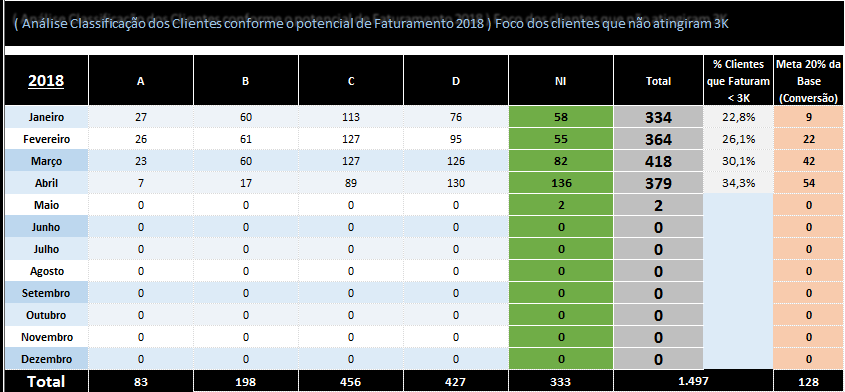 ( Análise Classificação dos Clientes conforme o potencial de Faturamento 2018 ) Foco dos clientes que não atingiram 3K
2018 A B C D NI Total % Clientes que Faturam < 3K Meta 20% da Base (Conversão)
Janeiro 27 60 113 76 58 334 22,8% 9
Fevereiro 26 61 127 95 55 364 26,1% 22
Março 23 60 127 126 82 418 30,1% 42
Abril 7 17 89 130 136 379 34,3% 54
Maio 0 0 0 0 2 2 0
Junho 0 0 0 0 0 0 0
Julho 0 0 0 0 0 0 0
Agosto 0 0 0 0 0 0 0
Setembro 0 0 0 0 0 0 0
Outubro 0 0 0 0 0 0 0
Novembro 0 0 0 0 0 0 0
Dezembro 0 0 0 0 0 0 0
Total 83 198 456 427 333 1.497 128